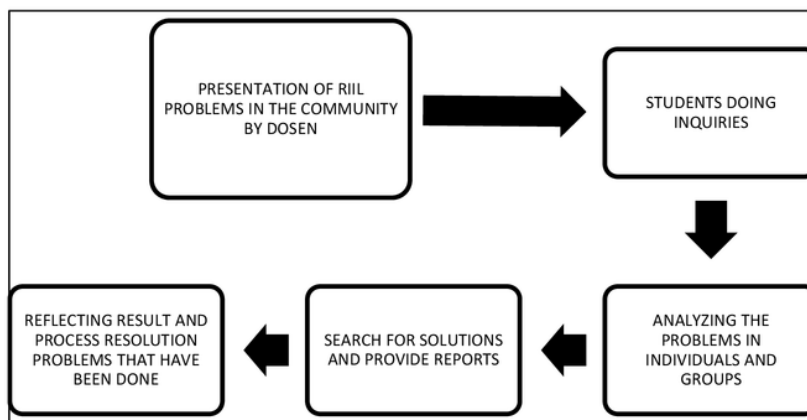 PRESENTATION OF RIIL
PROBLEMS IN THE COMMUNITY
BY DOSEN
STUDENTS DOING
INQUIRIES
ANALYZING THE
PROBLEMS IN
INDIVIDUALS AND
GROUPS
SEARCH FOR SOLUTIONS
AND PROVIDE REPORTS
REFLECTING RESULT AND
PROCESS RESOLUTION
PROBLEMS THAT HAVE
BEEN DONE